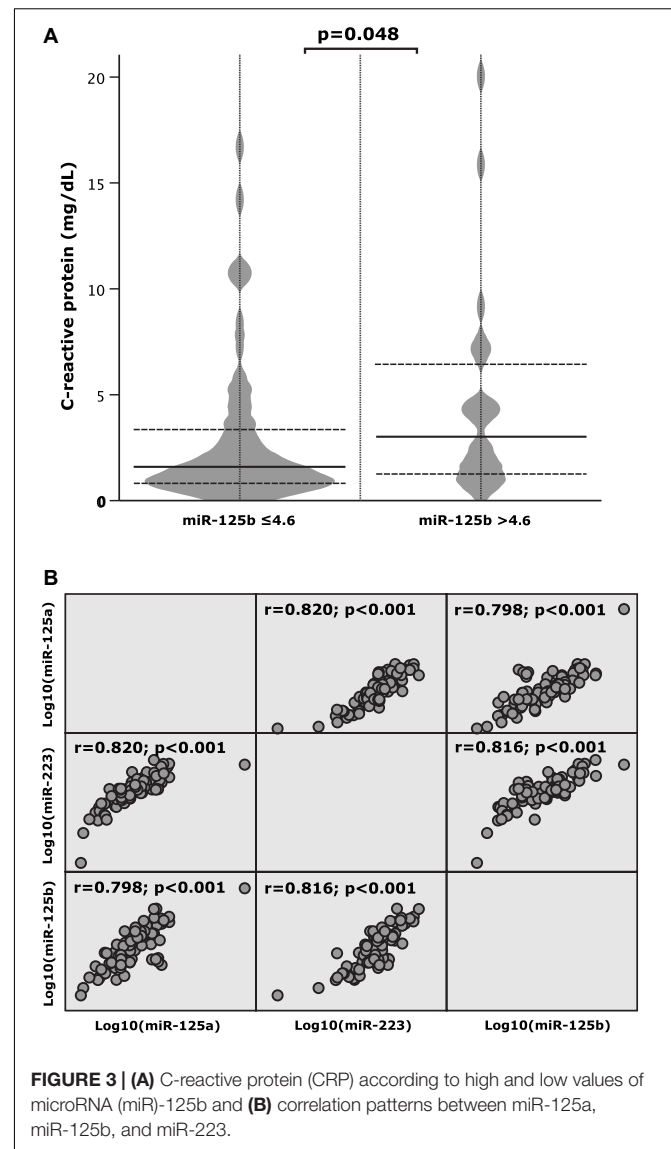 A
p=0.048
C-reactive protein (mg/dL)
20
15
10
5
0
miR-125b ≤4.6
miR-125b >4.6
B
Log10(miR-125a)
r=0.820; p<0.001
r=0.798; p<0.001
Log10(miR-223)
r=0.820; p<0.001
r=0.816; p<0.001
Log10(miR-125b)
r=0.798; p<0.001
r=0.816; p<0.001
Log10(miR-125a)
Log10(miR-223)
Log10(miR-125b)
FIGURE 3 | (A) C-reactive protein (CRP) according to high and low values of
microRNA (miR)-125b and (B) correlation patterns between miR-125a,
miR-125b, and miR-223.